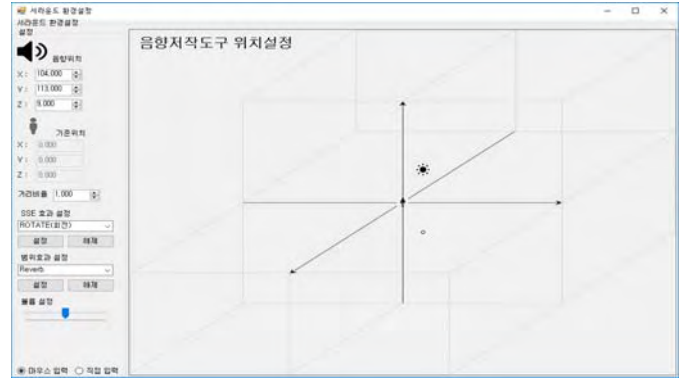 서라운드 환경설정
서라운드 환경설정
설정
음향저작도구 위치설정
음향위치
X : 104.000
Y : 113.000
Z : 9.000
기준위치
X : 0.000
Y : 0.000
Z : 0.000
거리비율 1.000
SSE 효과 설정
ROTATE(회전)
설정 해제
범위효과 설정
Reverb
설정 해제
볼륨 설정
마우스 입력 직접 입력